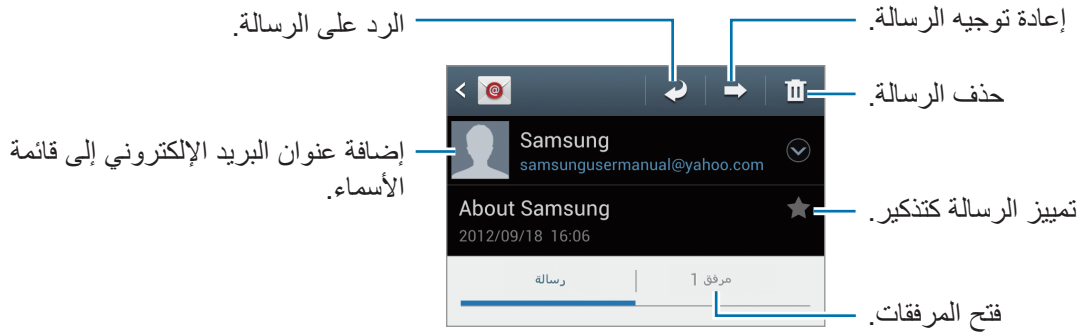 الرد على الرسالة.
إعادة توجيه الرسالة.
حذف الرسالة.
Samsung
samsungusermanual@yahoo.com
إضافة عنوان البريد الإلكتروني إلى قائمة
الأسماء.
About Samsung
2012/09/18 16:06
تمييز الرسالة كتذكير.
رسالة
مرفق 1
فتح المرفقات.